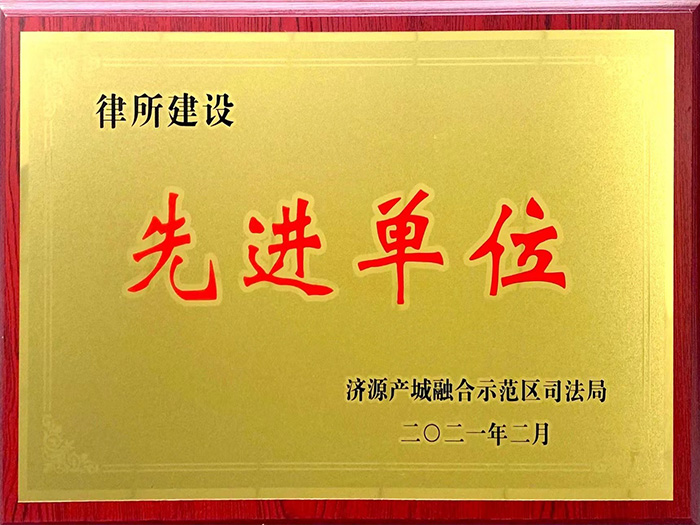 律所建设
先进单位
济源产城融合示范区司法局
二〇二一年二月